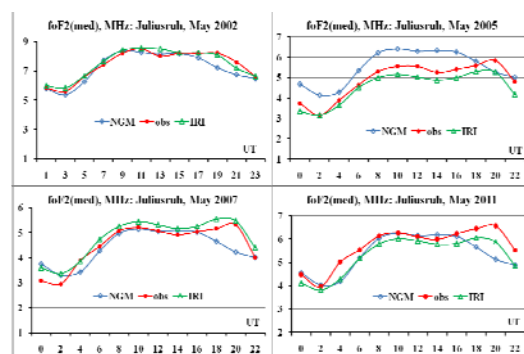 foF2(med), MHz: Juliusruh, May 2002
9
7
5
3
1
NGM obs IRI
UT
1 3 5 7 9 11 13 15 17 19 21 23
foF2(med), MHz: Juliusruh, May 2005
7
6
5
4
3
2
1
NGM obs IRI
UT
0 2 4 6 8 10 12 14 16 18 20 22
foF2(med), MHz: Juliusruh, May 2007
6
5
4
3
2
1
NGM obs IRI
UT
0 2 4 6 8 10 12 14 16 18 20 22
foF2(med), MHz: Juliusruh, May 2011
7
6
5
4
3
2
NGM obs IRI
UT
0 2 4 6 8 10 12 14 16 18 20 22